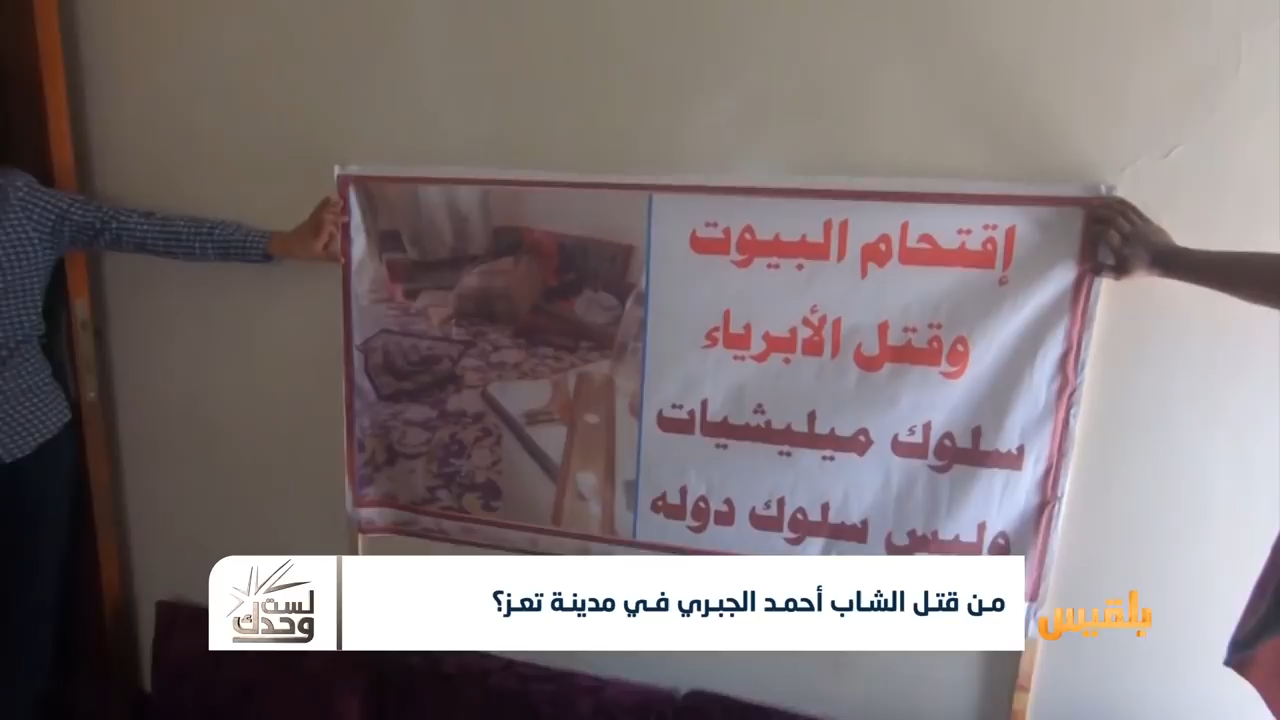 إقتحام البيوت
وقتل الأبرياء
سلوك ميليشيات
وليس سلوك دوله
لست وحدك
من قتل الشاب أحمد الجبري في مدينة تعز؟
بلقيس